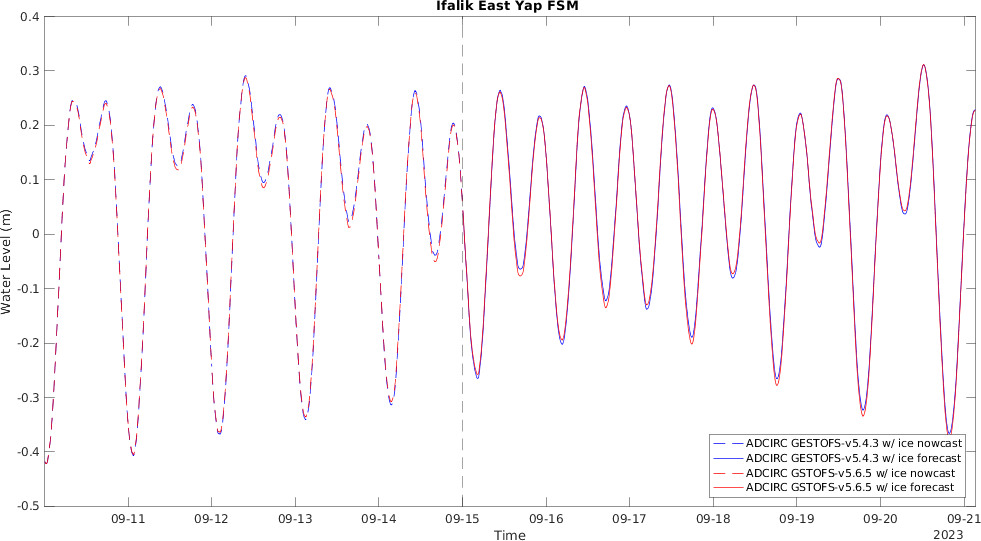 Ifalik East Yap FSM
0.4
0.3
0.2
0.1
0
-0.1
-0.2
-0.3
-0.4
-0.5
Water Level (m)
ADCIRC GESTOFS-v5.4.3 w/ ice nowcast
ADCIRC GESTOFS-v5.4.3 w/ ice forecast
ADCIRC GSTOFS-v5.6.5 w/ ice nowcast
ADCIRC GSTOFS-v5.6.5 w/ ice forecast
09-11 09-12 09-13 09-14 09-15 09-16 09-17 09-18 09-19 09-20 09-21
Time 2023